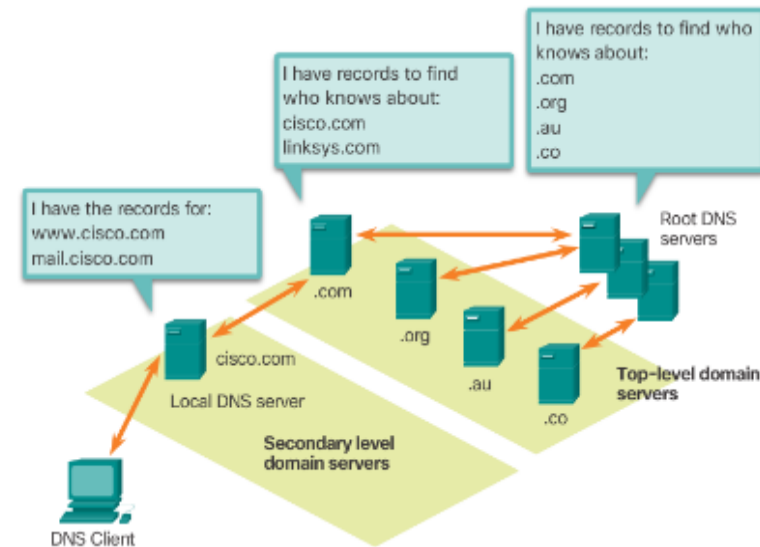 I have records to find who
knows about:
.com
.org
.au
.co
I have records to find
who knows about:
cisco.com
linksys.com
I have the records for:
www.cisco.com
mail.cisco.com
Root DNS
servers
.com
.org
.au
.co
Top-level domain
servers
cisco.com
Local DNS server
Secondary level
domain servers
DNS Client